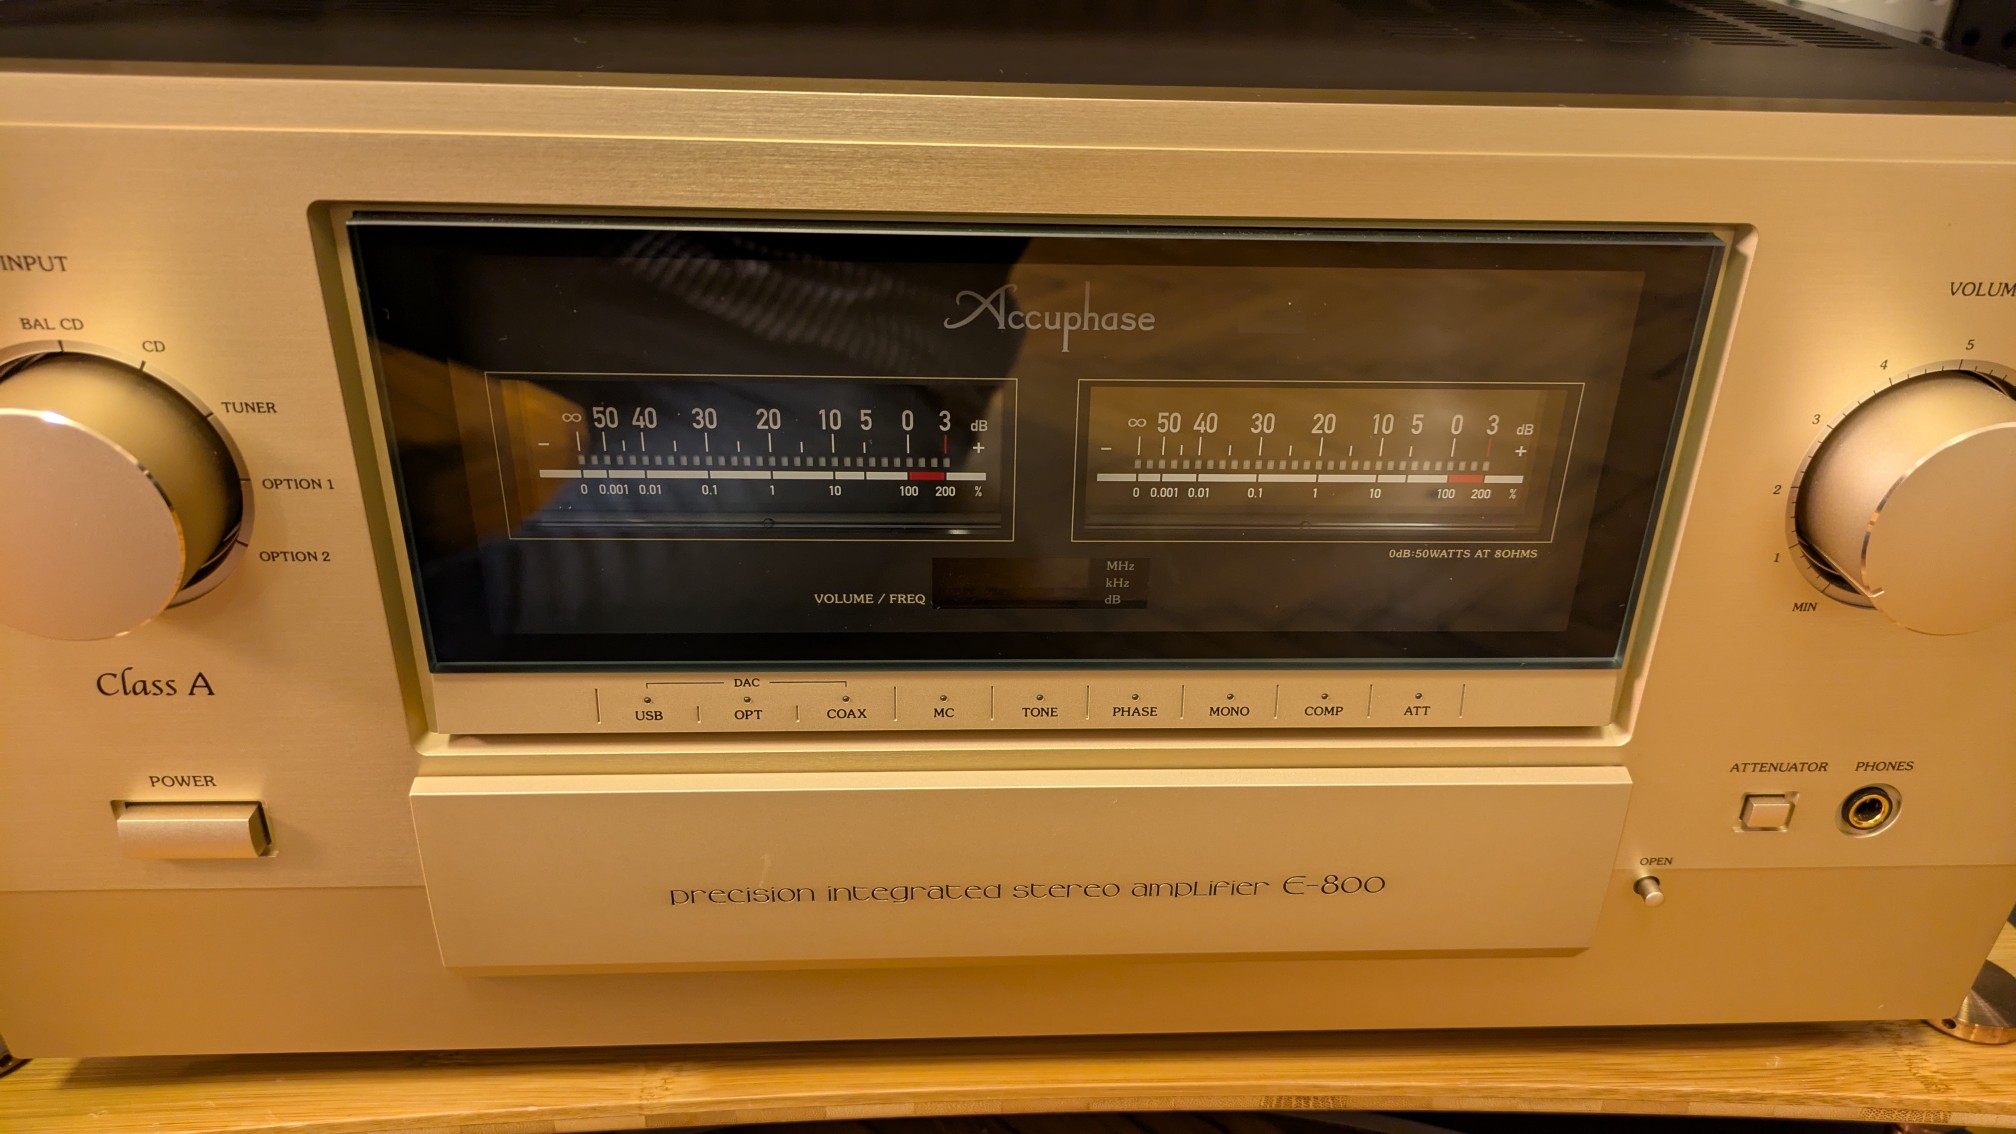 Accuphase
INPUT
BAL CD
CD
TUNER
OPTION 1
OPTION 2
∞ 50 40 30 20 10 5 0 3 dB
− +
0 0.001 0.01 0.1 1 10 100 200 %
∞ 50 40 30 20 10 5 0 3 dB
− +
0 0.001 0.01 0.1 1 10 100 200 %
0dB:50WATTS AT 8OHMS
VOLUME / FREQ
MHz
kHz
dB
VOLUM
5
4
3
2
1
MIN
Class A
DAC
USB OPT COAX MC TONE PHASE MONO COMP ATT
POWER
ATTENUATOR PHONES
OPEN
precision integrated stereo amplifier E-800